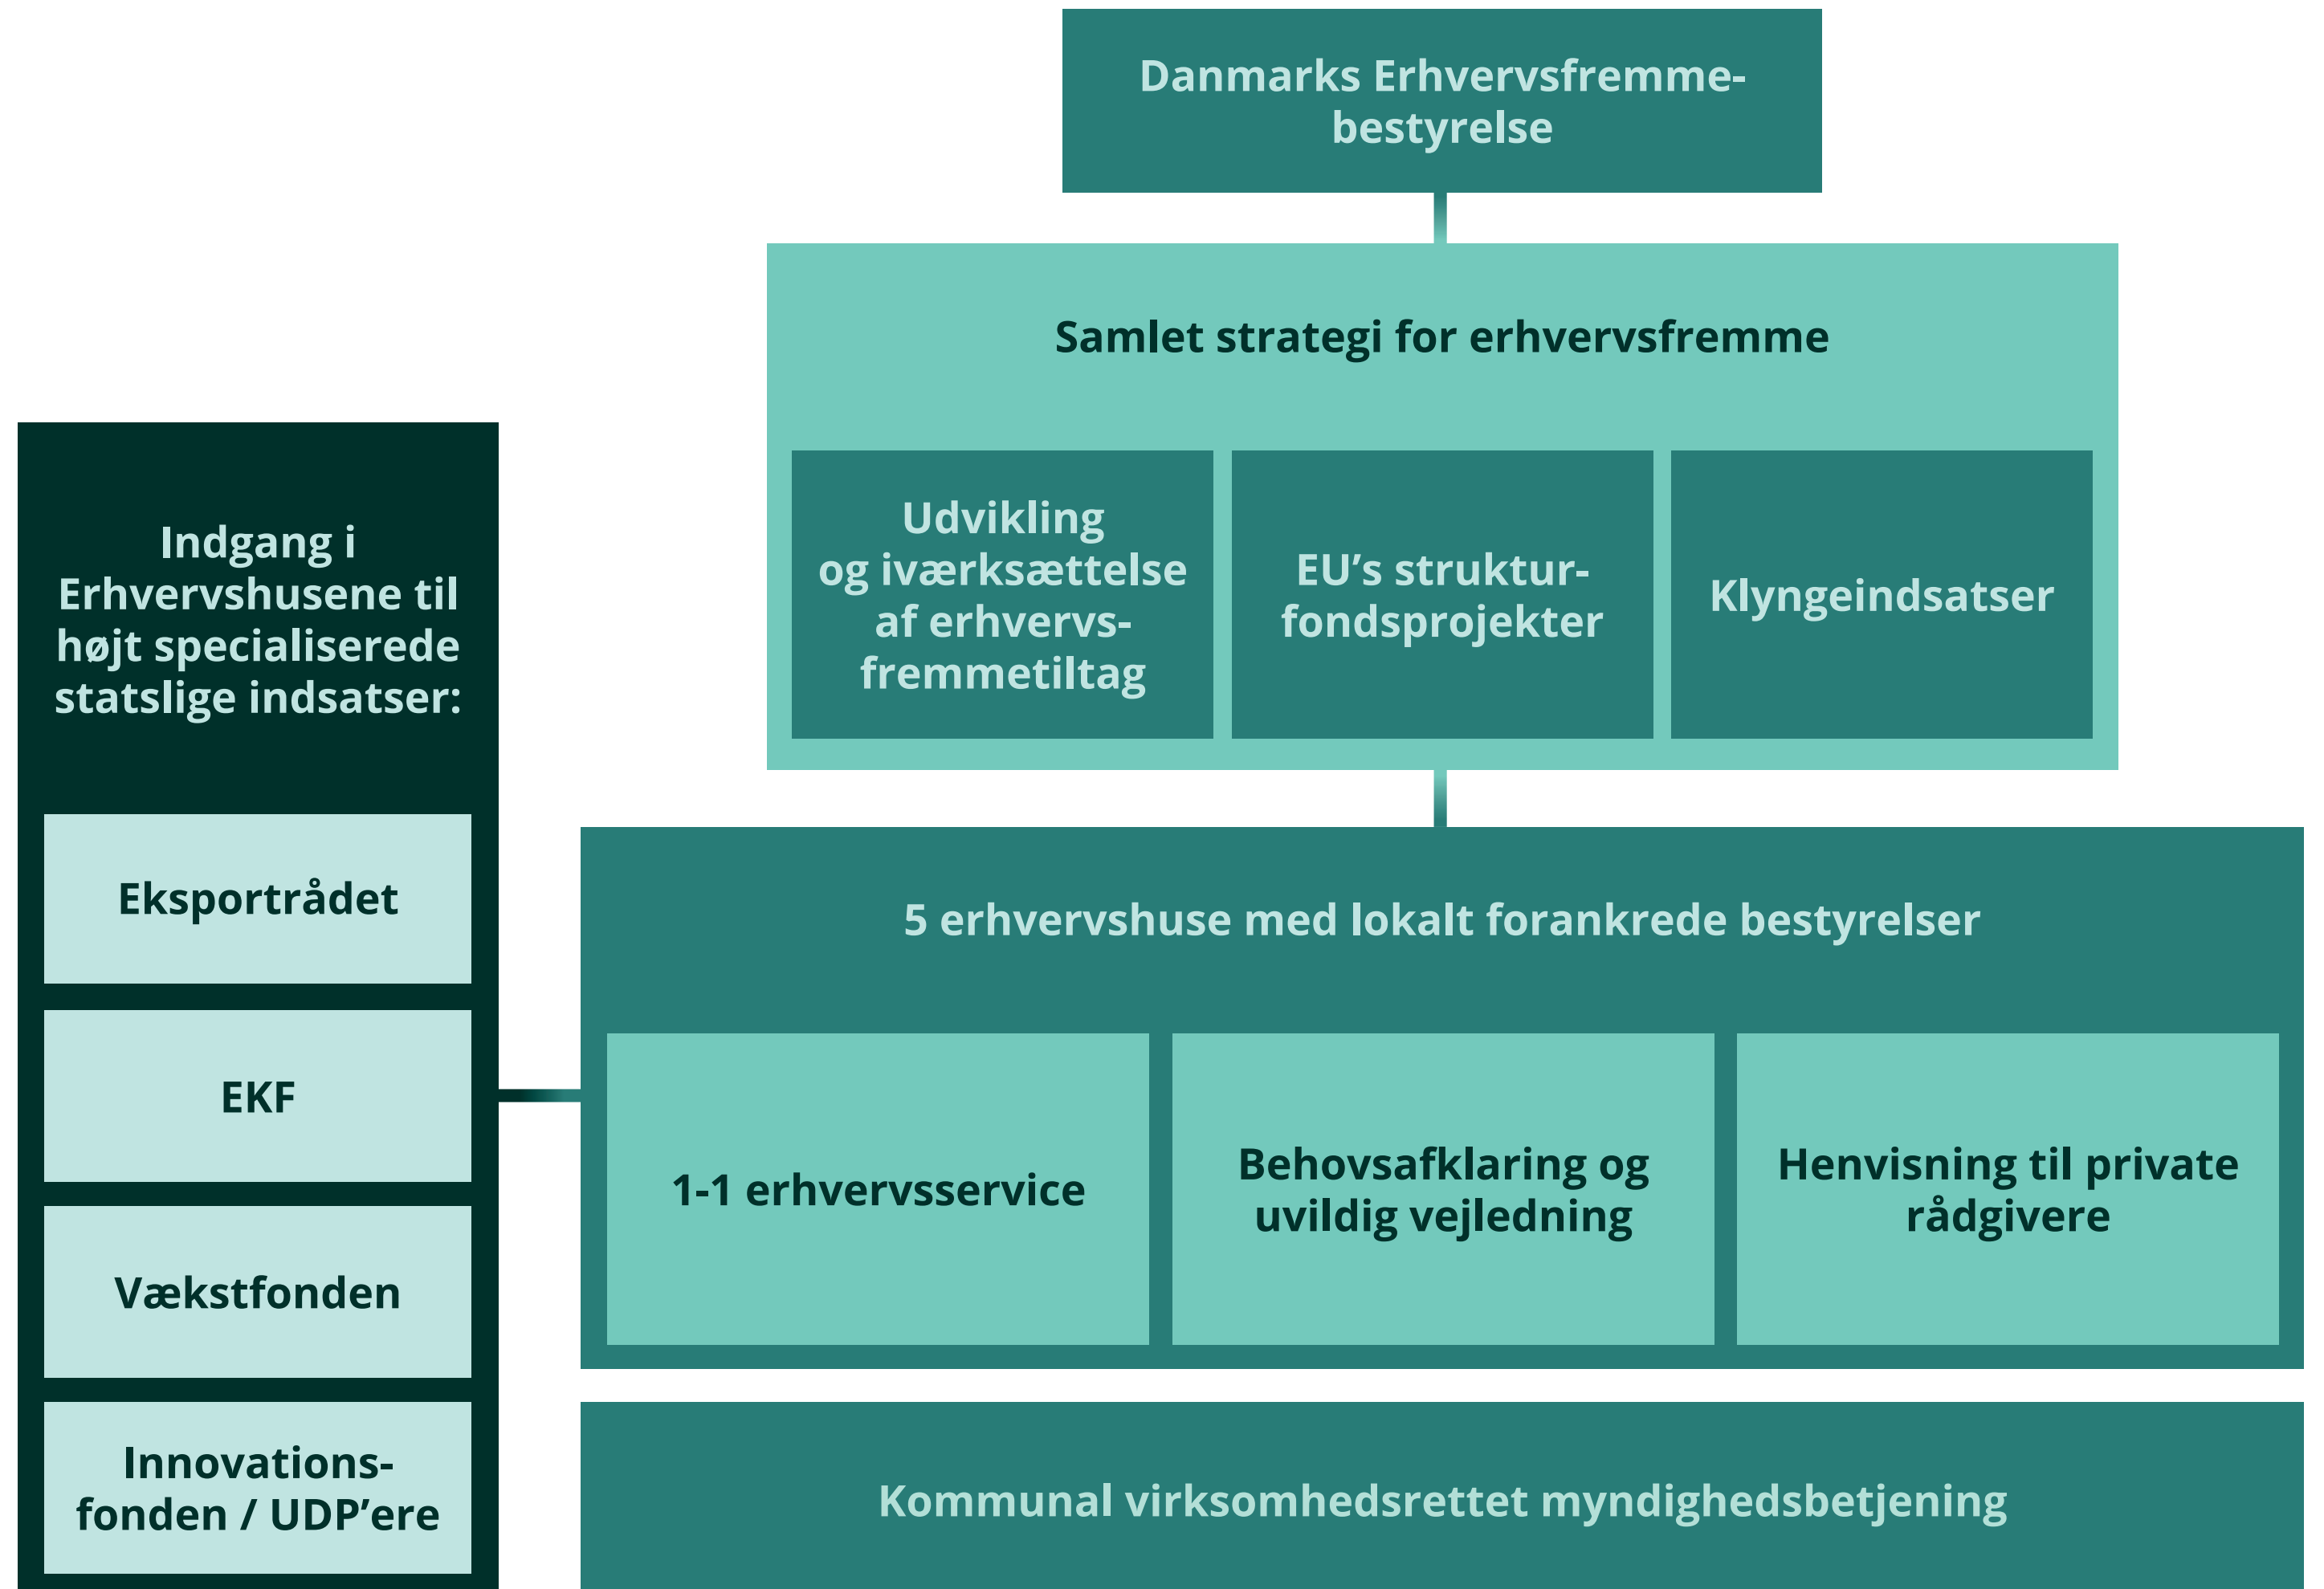 Danmarks Erhvervsfremme-
bestyrelse
Samlet strategi for erhvervsfremme
Udvikling
og iværksættelse
af erhvervs-
fremmetiltag
EU’s struktur-
fondsprojekter
Klyngeindsatser
Indgang i
Erhvervshusene til
højt specialiserede
statslige indsatser:
Eksportrådet
EKF
Vækstfonden
Innovations-
fonden / UDP’ere
5 erhvervshuse med lokalt forankrede bestyrelser
1-1 erhvervsservice
Behovsafklaring og
uvildig vejledning
Henvisning til private
rådgivere
Kommunal virksomhedsrettet myndighedsbetjening